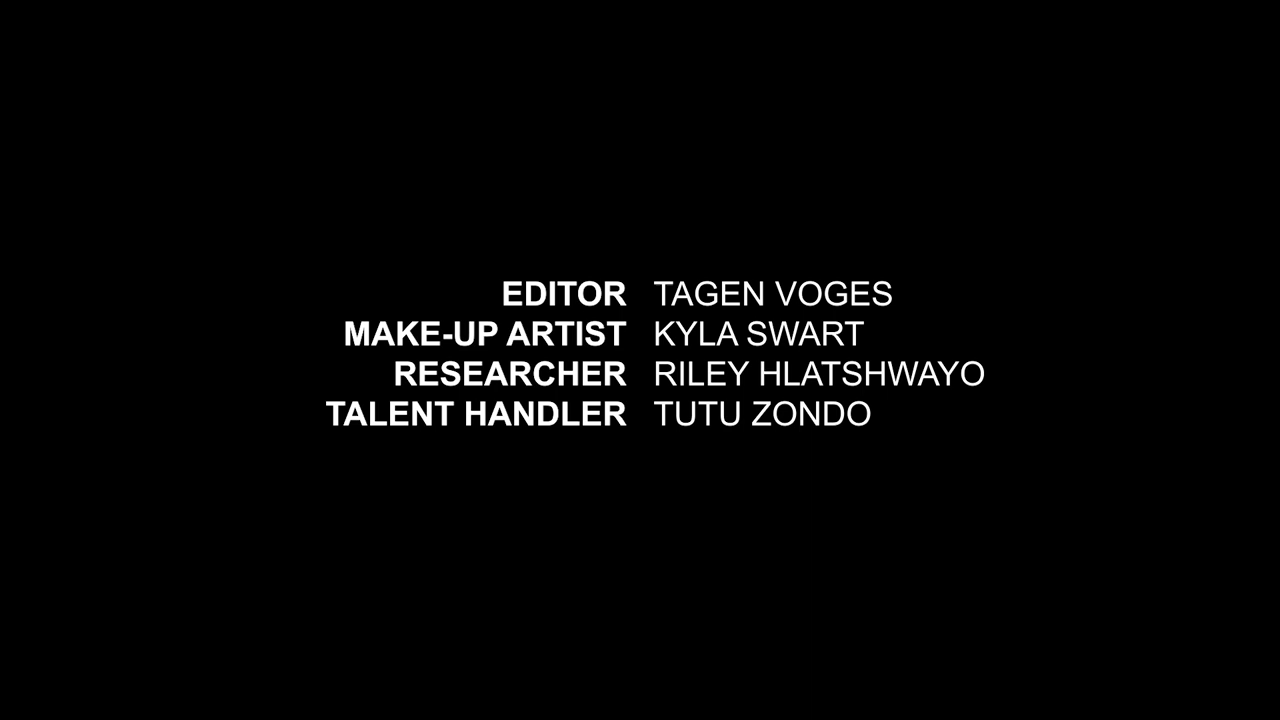 EDITOR TAGEN VOGES
MAKE-UP ARTIST KYLA SWART
RESEARCHER RILEY HLATSHWAYO
TALENT HANDLER TUTU ZONDO